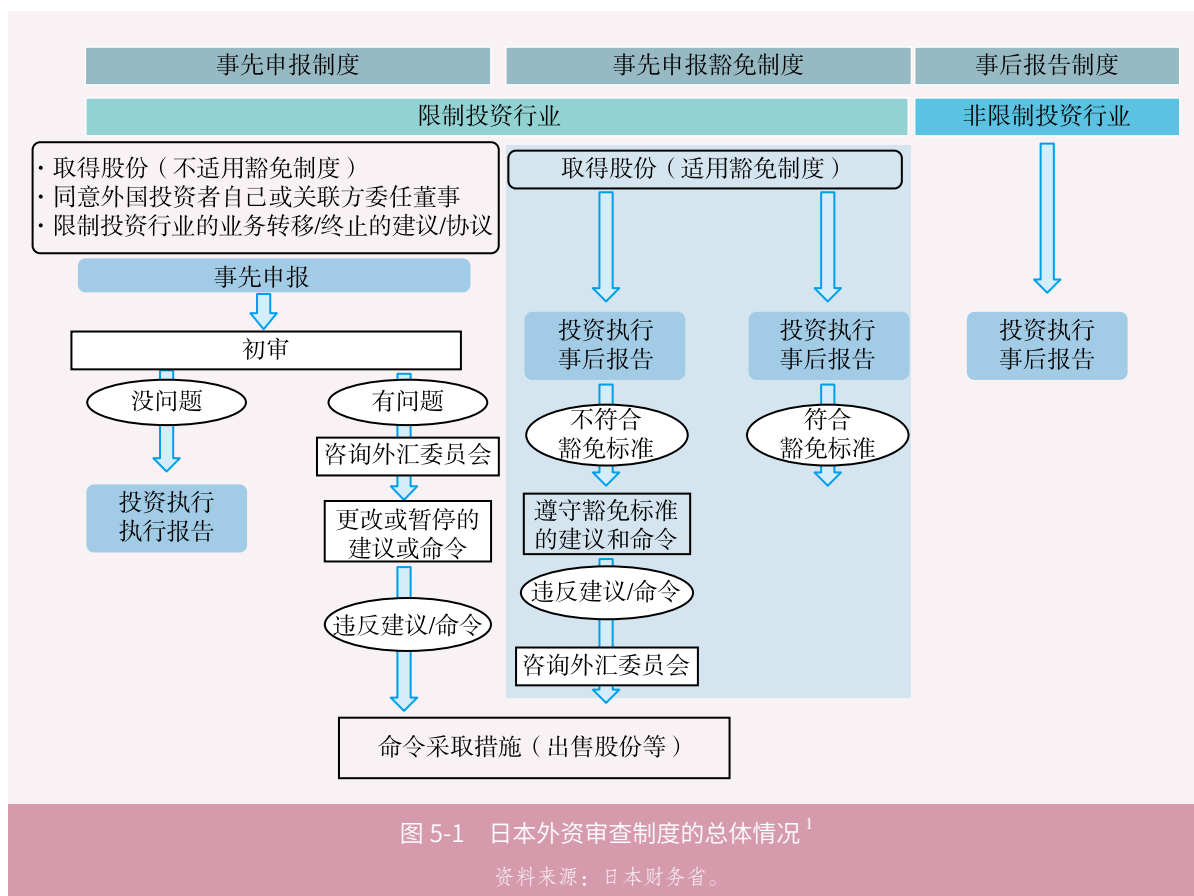 事先申报制度
事先申报豁免制度
事后报告制度
限制投资行业
非限制投资行业
·取得股份（不适用豁免制度）
·同意外国投资者自己或关联方委任董事
·限制投资行业的业务转移/终止的建议/协议
取得股份（适用豁免制度）
事先申报
初审
没问题
有问题
咨询外汇委员会
投资执行
执行报告
更改或暂停的
建议或命令
违反建议/命令
投资执行
事后报告
不符合
豁免标准
遵守豁免标准
的建议和命令
违反建议/命令
咨询外汇委员会
投资执行
事后报告
符合
豁免标准
投资执行
事后报告
命令采取措施（出售股份等）
图 5-1 日本外资审查制度的总体情况1
资料来源：日本财务省。